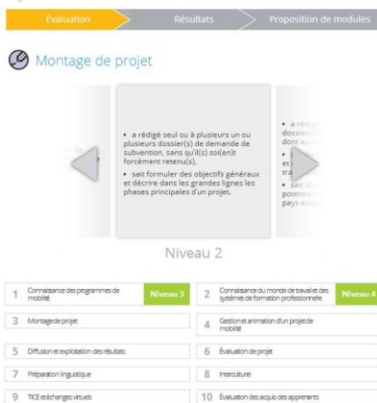 Évaluation
Résultats
Proposition de modules
Montage de projet
• a rédigé seul ou à plusieurs un ou
plusieurs dossier(s) de demande de
subvention, sans qu'il(s) soi(en)t
forcément retenu(s),
• sait formuler des objectifs généraux
et décrire dans les grandes lignes les
phases principales d'un projet.
Niveau 2
1 Connaissance des programmes de
mobilité
Niveau 3
2 Connaissance du monde de travail et des
systèmes de formation professionnelle
Niveau 4
3 Montage de projet
4 Gestion et animation d'un projet de
mobilité
5 Diffusion et exploitation des résultats
6 Évaluation de projet
7 Préparation linguistique
8 Interculturel
9 TICE et échanges virtuels
10 Évaluation des acquis des apprenants